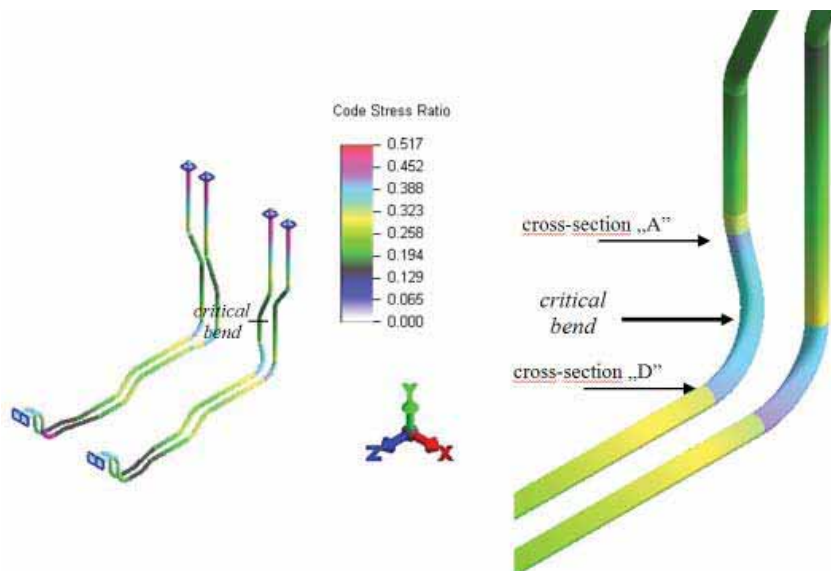 Code Stress Ratio
0.517
0.452
0.388
0.323
0.258
0.194
0.129
0.065
0.000
critical
bend
Y
Z
X
cross-section „A”
critical
bend
cross-section „D”